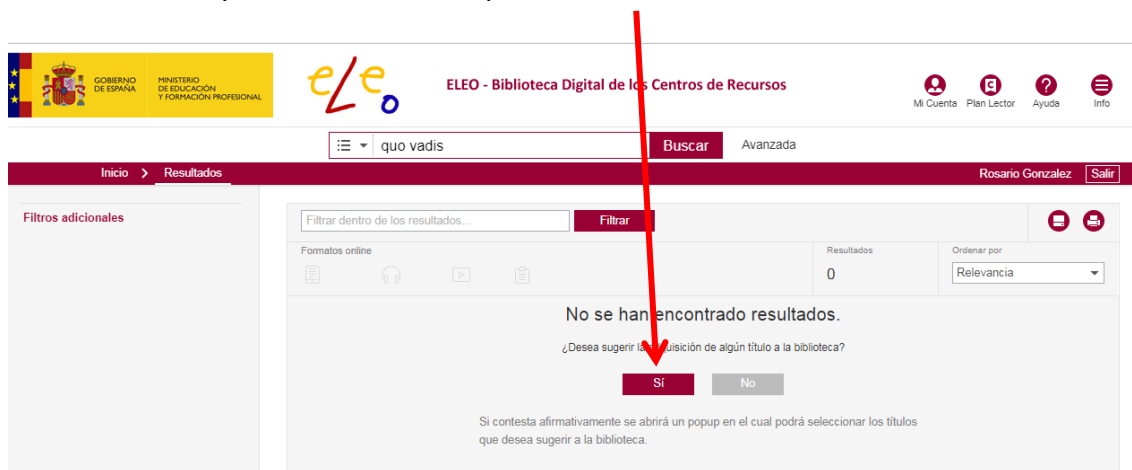 GOBIERNO
DE ESPAÑA
MINISTERIO
DE EDUCACIÓN
Y FORMACIÓN PROFESIONAL
eLeo
ELEO - Biblioteca Digital de los Centros de Recursos
Mi Cuenta
Plan Lector
Ayuda
Info
quo vadis
Buscar
Avanzada
Inicio > Resultados
Rosario Gonzalez
Salir
Filtros adicionales
Filtrar dentro de los resultados...
Filtrar
Formatos online
Resultados
0
Ordenar por
Relevancia
No se han encontrado resultados.
¿Desea sugerir la adquisición de algún título a la biblioteca?
Sí
No
Si contesta afirmativamente se abrirá un popup en el cual podrá seleccionar los títulos
que desea sugerir a la biblioteca.